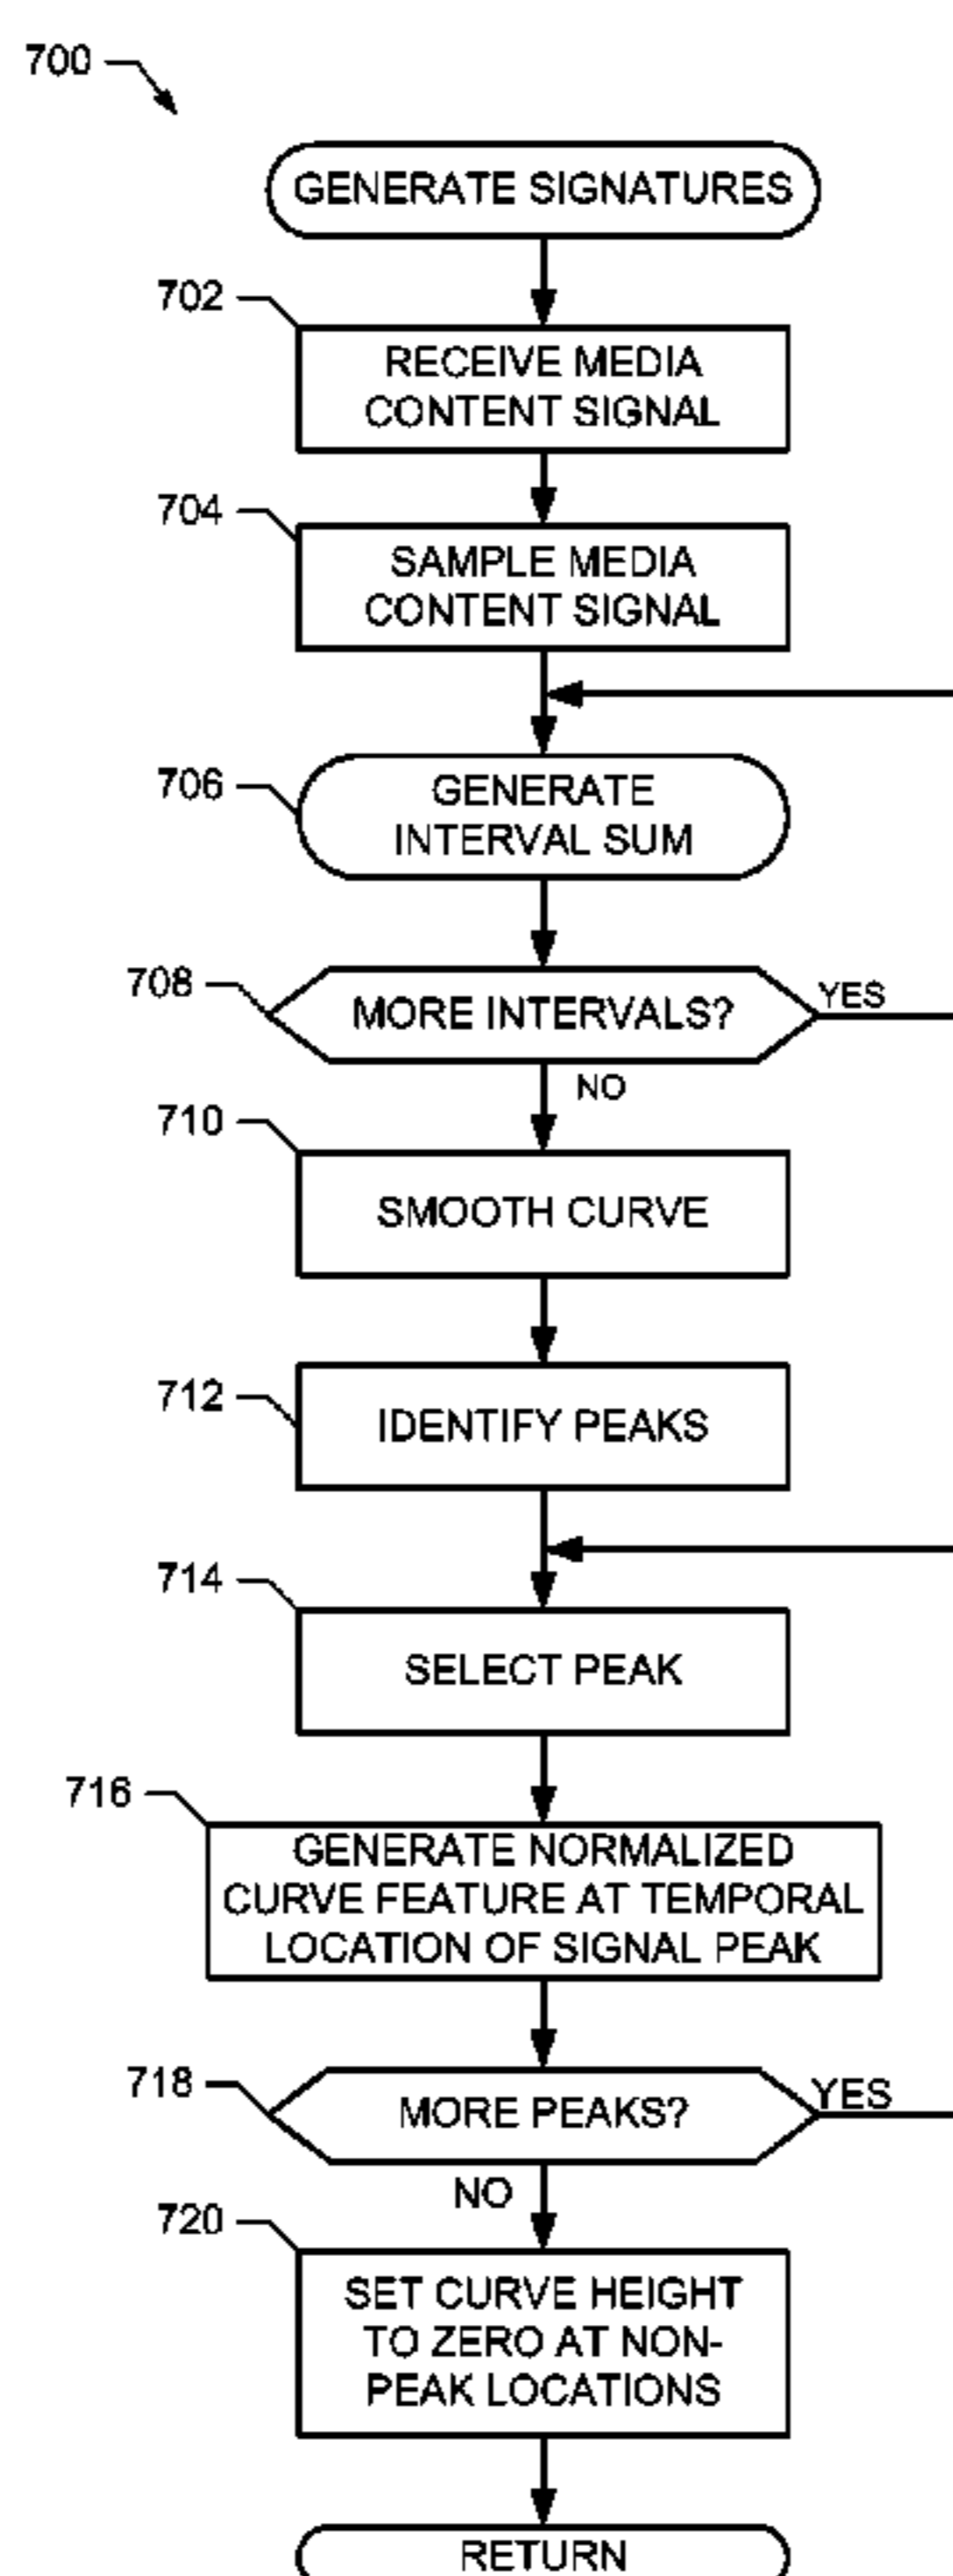 700
GENERATE SIGNATURES
702
RECEIVE MEDIA
CONTENT SIGNAL
704
SAMPLE MEDIA
CONTENT SIGNAL
706
GENERATE
INTERVAL SUM
708
MORE INTERVALS?
YES
NO
710
SMOOTH CURVE
712
IDENTIFY PEAKS
714
SELECT PEAK
716
GENERATE NORMALIZED
CURVE FEATURE AT TEMPORAL
LOCATION OF SIGNAL PEAK
718
MORE PEAKS?
YES
NO
720
SET CURVE HEIGHT
TO ZERO AT NON-
PEAK LOCATIONS
RETURN